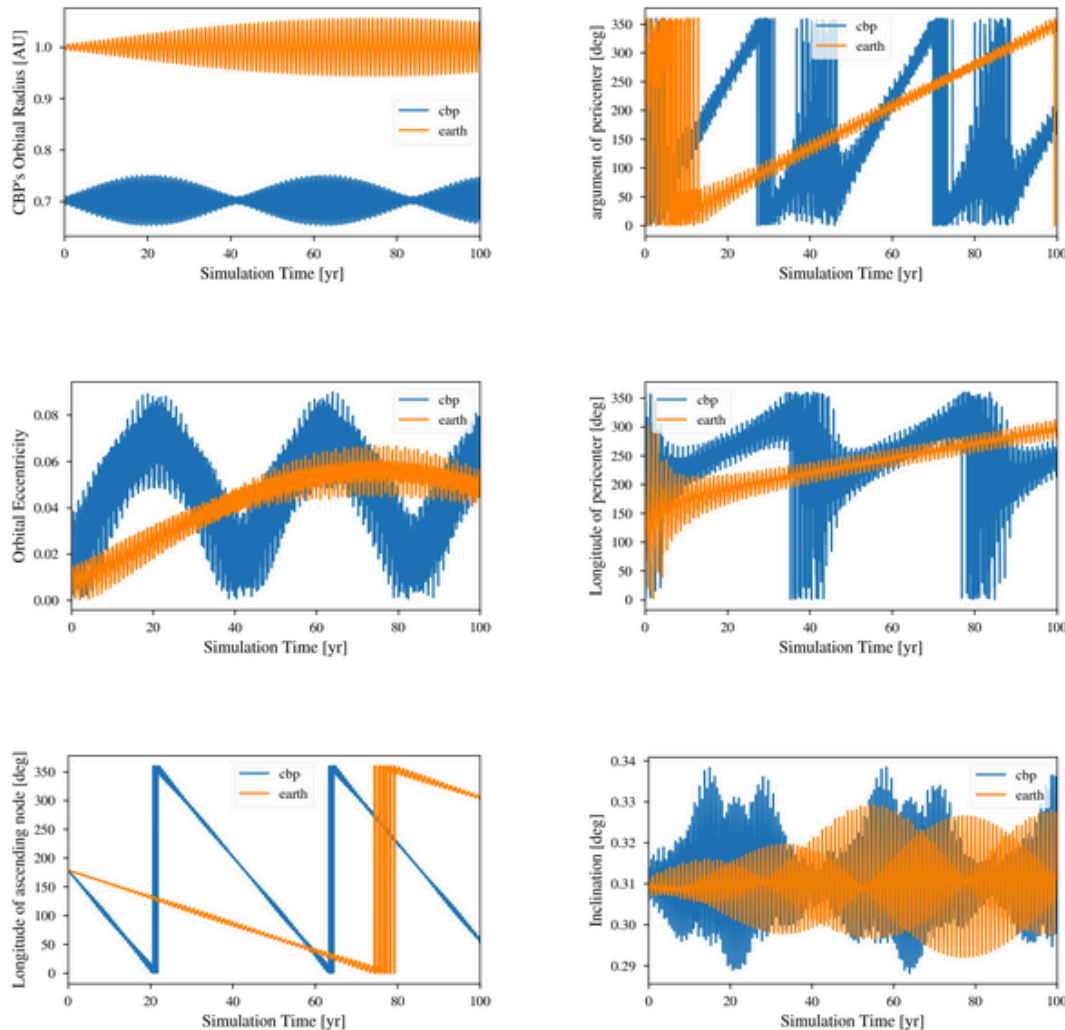 CBP's Orbital Radius [AU]
1.0
0.9
0.8
0.7
cbp
earth
0 20 40 60 80 100
Simulation Time [yr]
argument of pericenter [deg]
350
300
250
200
150
100
50
0
cbp
earth
0 20 40 60 80 100
Simulation Time [yr]
Orbital Eccentricity
0.08
0.06
0.04
0.02
0.00
cbp
earth
0 20 40 60 80 100
Simulation Time [yr]
Longitude of pericenter [deg]
350
300
250
200
150
100
50
0
cbp
earth
0 20 40 60 80 100
Simulation Time [yr]
Longitude of ascending node [deg]
350
300
250
200
150
100
50
0
cbp
earth
0 20 40 60 80 100
Simulation Time [yr]
Inclination [deg]
0.34
0.33
0.32
0.31
0.30
0.29
cbp
earth
0 20 40 60 80 100
Simulation Time [yr]